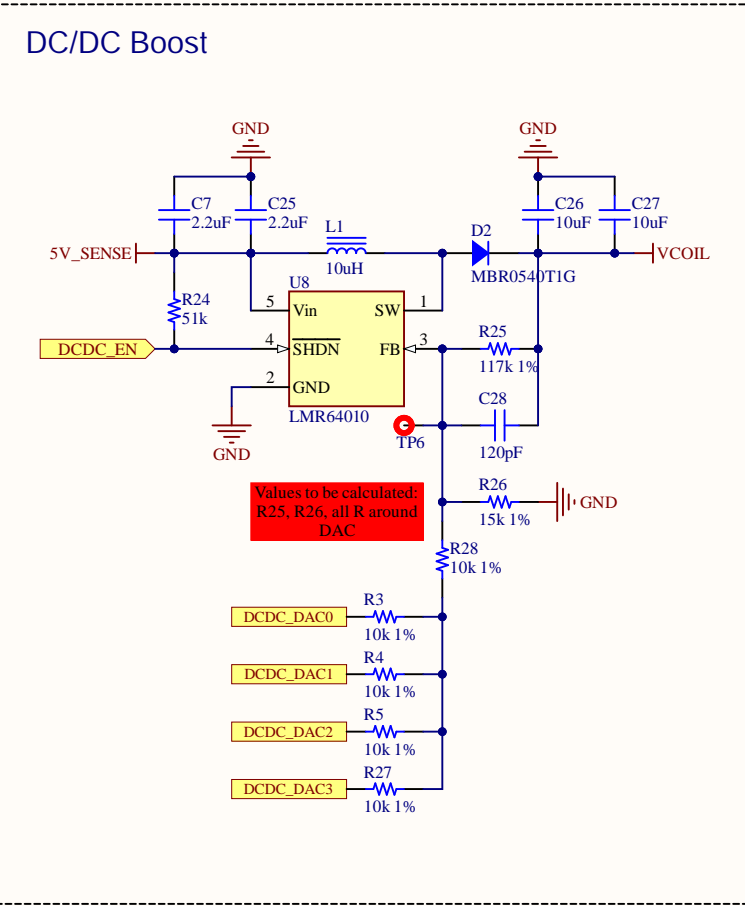 DC/DC Boost
GND
GND
C7
2.2uF
C25
2.2uF
C26
10uF
C27
10uF
L1
10uH
D2
MBR0540T1G
5V_SENSE
VCOIL
R24
51k
U8
5
Vin
SW
1
DCDC_EN
4
SHDN
FB
3
2
GND
LMR64010
GND
R25
117k 1%
C28
120pF
TP6
Values to be calculated:
R25, R26, all R around
DAC
R26
15k 1%
GND
R28
10k 1%
DCDC_DAC0
R3
10k 1%
DCDC_DAC1
R4
10k 1%
DCDC_DAC2
R5
10k 1%
DCDC_DAC3
R27
10k 1%